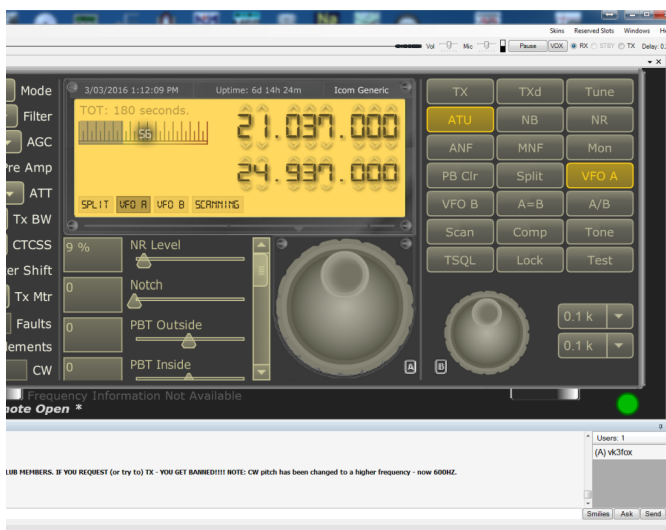 Skins Reserved Slots Windows
Vol Mic Pause VOX RX STBY TX Delay: 0.
Mode
Filter
AGC
Pre Amp
ATT
Tx BW
CTCSS
er Shift
Tx Mtr
Faults
lements
CW
3/03/2016 1:12:09 PM Uptime: 6d 14h 24m Icom Generic
TOT: 180 seconds.
S6
21.037.000
24.937.000
SPLIT VFO A VFO B SCANNING
9 % NR Level
0 Notch
0 PBT Outside
0 PBT Inside
A
TX TXd Tune
ATU NB NR
ANF MNF Mon
PB Clr Split VFO A
VFO B A=B A/B
Scan Comp Tone
TSQL Lock Test
0.1 k
0.1 k
B
Frequency Information Not Available
mote Open *
Users: 1
(A) vk3fox
LUB MEMBERS. IF YOU REQUEST (or try to) TX - YOU GET BANNED!!!! NOTE: CW pitch has been changed to a higher frequency - now 600HZ.
Smilies Ask Send